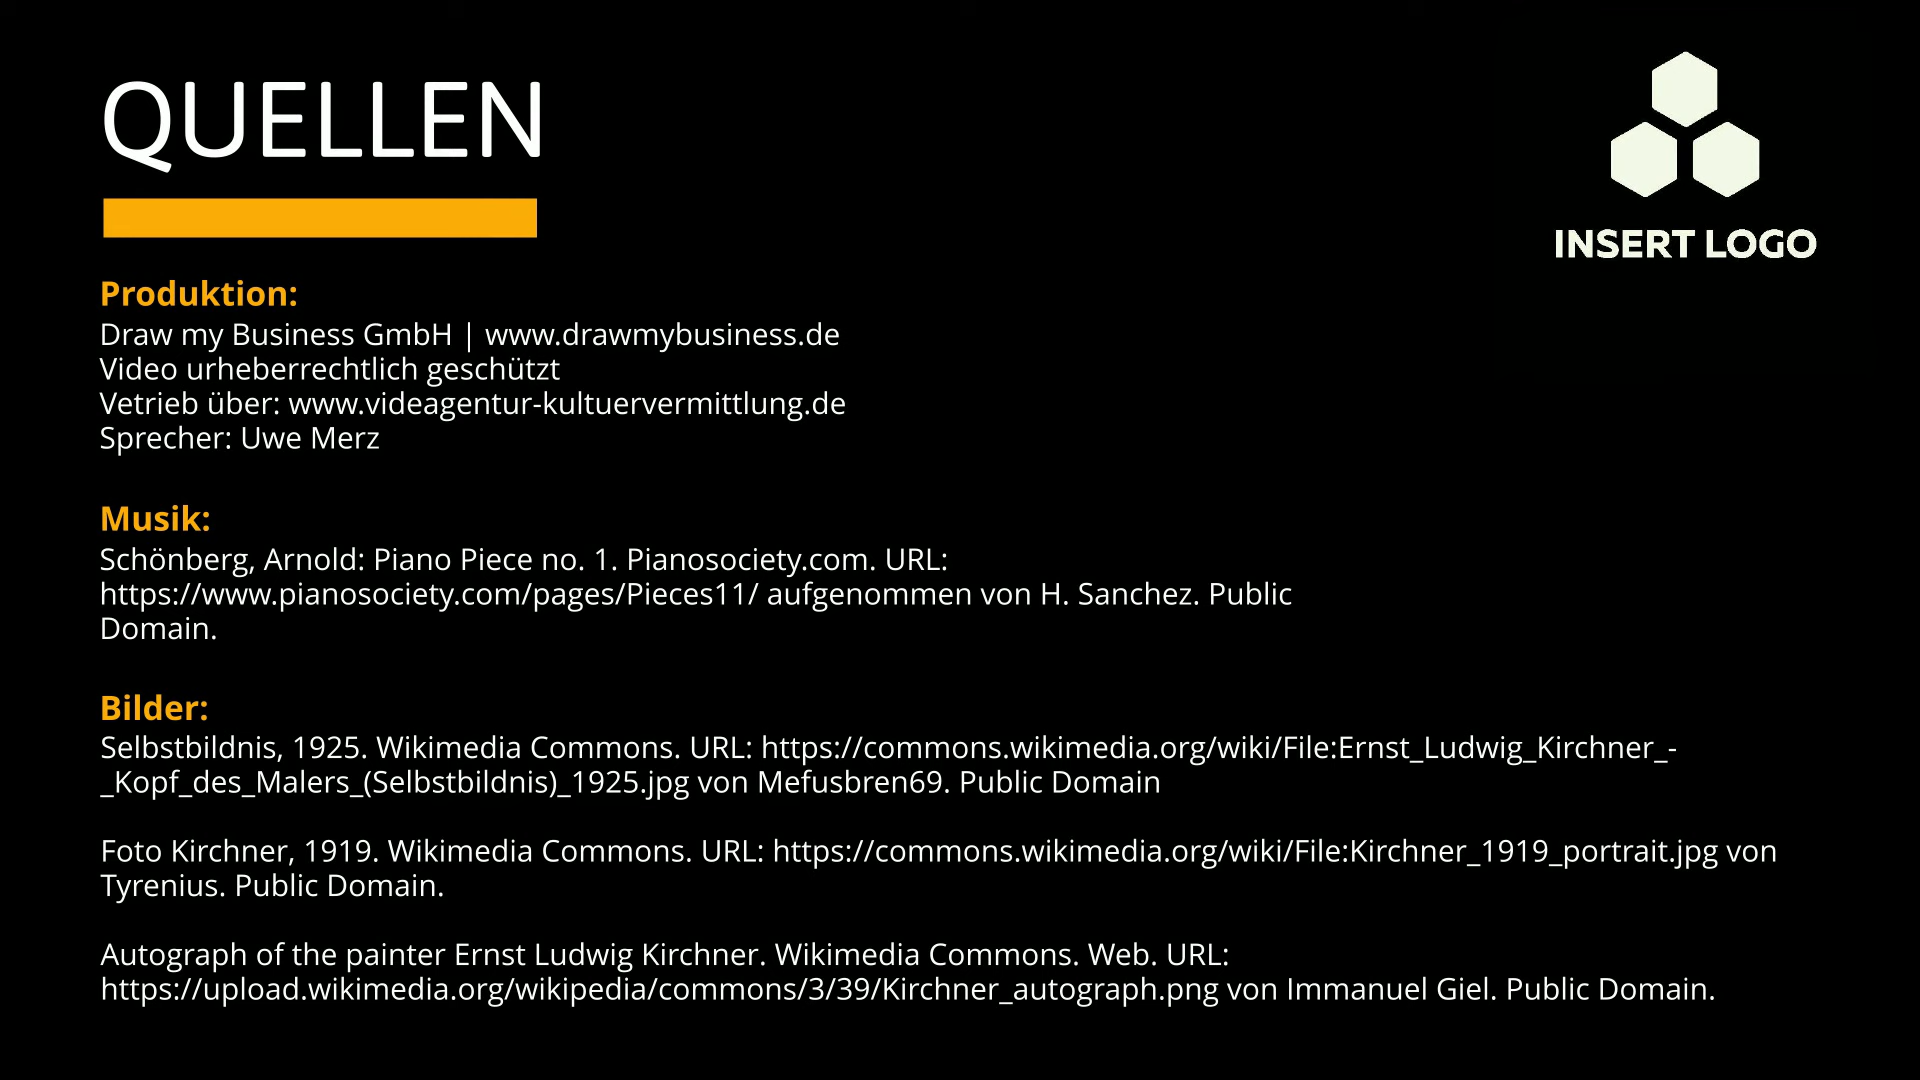 QUELLEN
INSERT LOGO
Produktion:
Draw my Business GmbH | www.drawmybusiness.de
Video urheberrechtlich geschützt
Vetrieb über: www.videagentur-kultuervermittlung.de
Sprecher: Uwe Merz
Musik:
Schönberg, Arnold: Piano Piece no. 1. Pianosociety.com. URL:
https://www.pianosociety.com/pages/Pieces11/ aufgenommen von H. Sanchez. Public
Domain.
Bilder:
Selbstbildnis, 1925. Wikimedia Commons. URL: https://commons.wikimedia.org/wiki/File:Ernst_Ludwig_Kirchner_-
_Kopf_des_Malers_(Selbstbildnis)_1925.jpg von Mefusbren69. Public Domain
Foto Kirchner, 1919. Wikimedia Commons. URL: https://commons.wikimedia.org/wiki/File:Kirchner_1919_portrait.jpg von
Tyrenius. Public Domain.
Autograph of the painter Ernst Ludwig Kirchner. Wikimedia Commons. Web. URL:
https://upload.wikimedia.org/wikipedia/commons/3/39/Kirchner_autograph.png von Immanuel Giel. Public Domain.